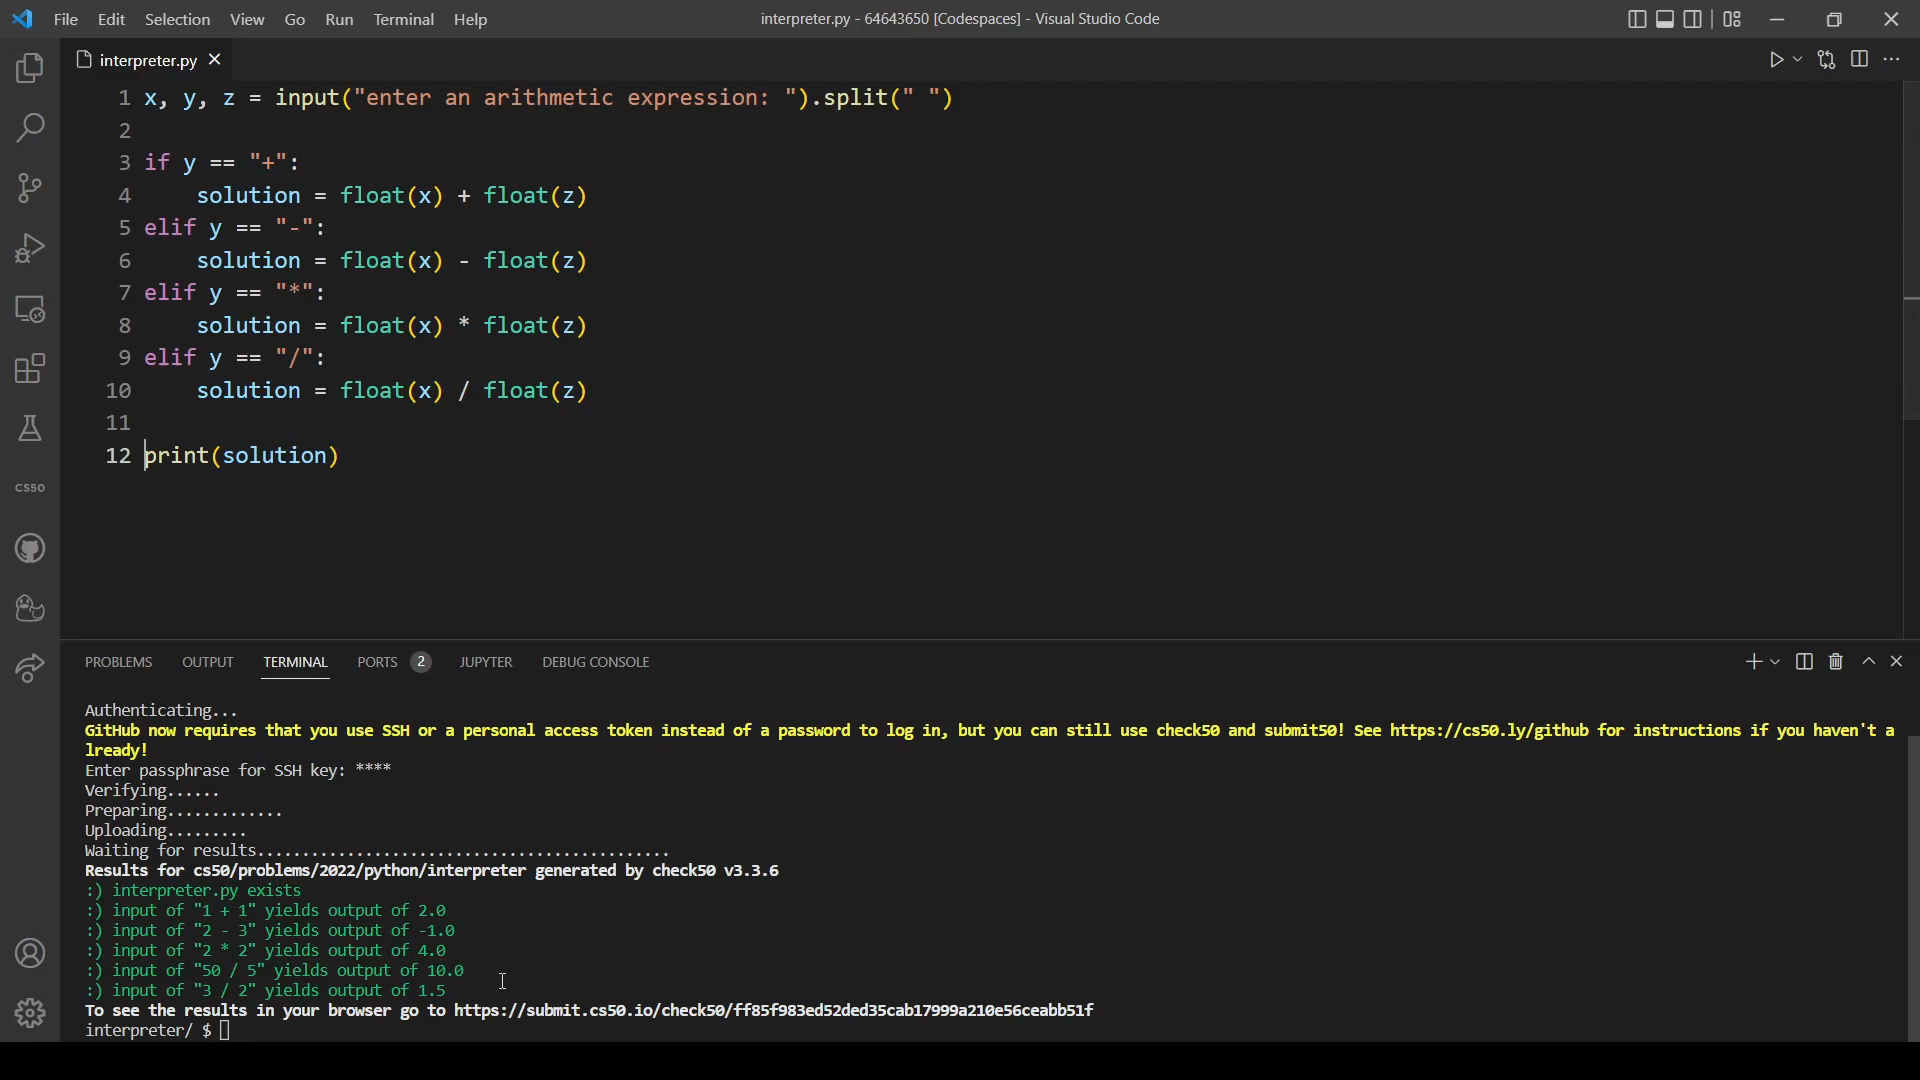 File Edit Selection View Go Run Terminal Help
interpreter.py - 64643650 [Codespaces] - Visual Studio Code
interpreter.py
1 x, y, z = input("enter an arithmetic expression: ").split(" ")
2
3 if y == "+":
4     solution = float(x) + float(z)
5 elif y == "-":
6     solution = float(x) - float(z)
7 elif y == "*":
8     solution = float(x) * float(z)
9 elif y == "/":
10     solution = float(x) / float(z)
11
12 print(solution)
CS50
PROBLEMS OUTPUT TERMINAL PORTS 2 JUPYTER DEBUG CONSOLE
Authenticating...
GitHub now requires that you use SSH or a personal access token instead of a password to log in, but you can still use check50 and submit50! See https://cs50.ly/github for instructions if you haven't a
lready!
Enter passphrase for SSH key: ****
Verifying......
Preparing.............
Uploading.........
Waiting for results..............................................
Results for cs50/problems/2022/python/interpreter generated by check50 v3.3.6
:) interpreter.py exists
:) input of "1 + 1" yields output of 2.0
:) input of "2 - 3" yields output of -1.0
:) input of "2 * 2" yields output of 4.0
:) input of "50 / 5" yields output of 10.0
:) input of "3 / 2" yields output of 1.5
To see the results in your browser go to https://submit.cs50.io/check50/ff85f983ed52ded35cab17999a210e56ceabb51f
interpreter/ $